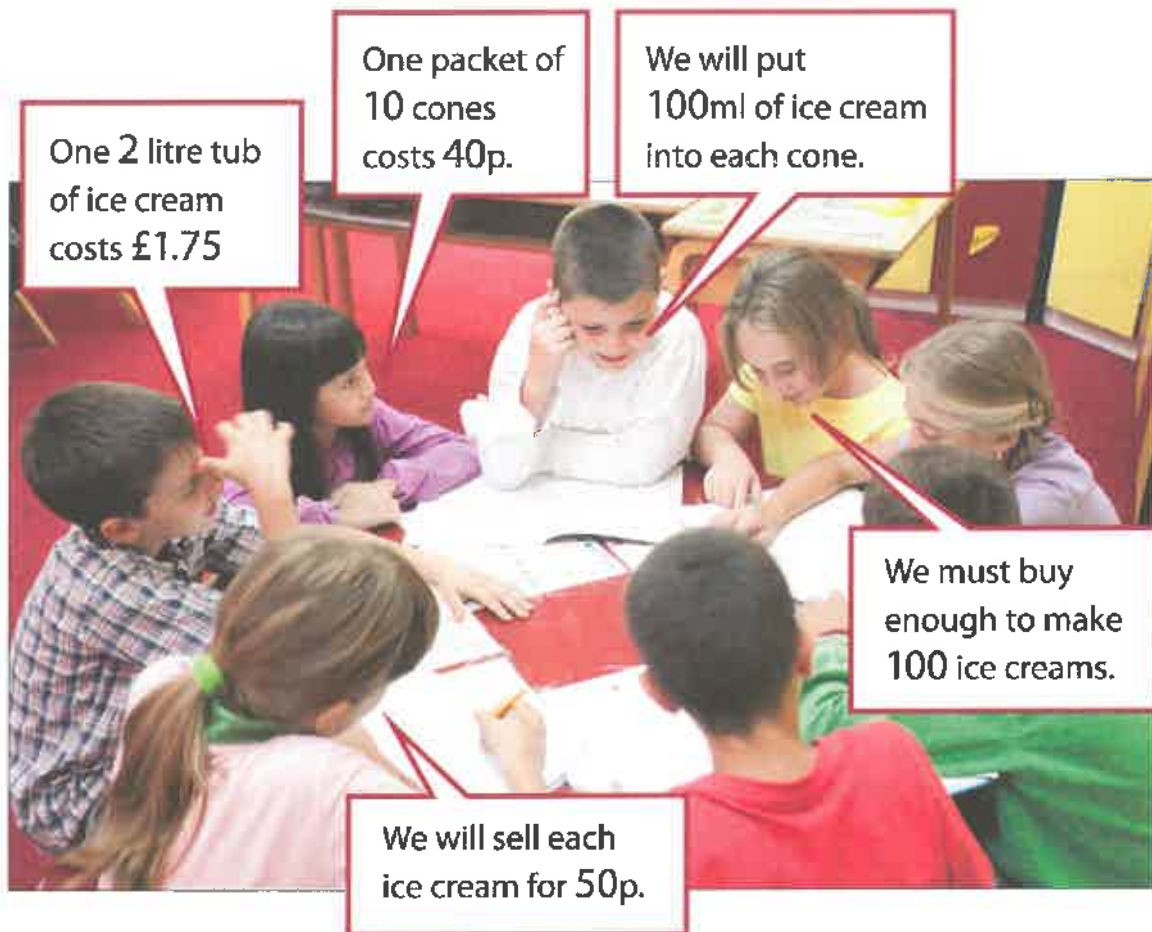 One 2 litre tub
of ice cream
costs £1.75
One packet of
10 cones
costs 40p.
We will put
100ml of ice cream
into each cone.
We must buy
enough to make
100 ice creams.
We will sell each
ice cream for 50p.